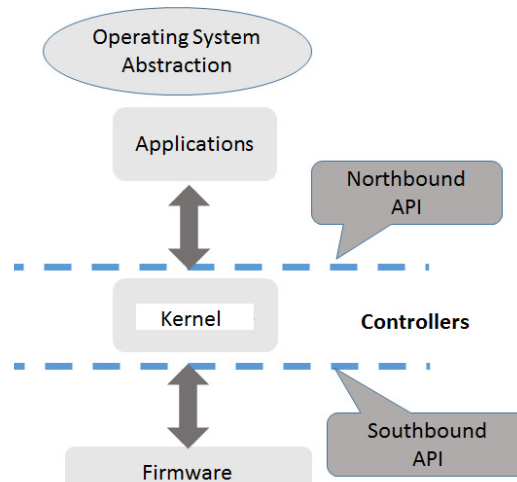 Operating System
Abstraction
Applications
Northbound
API
Kernel
Controllers
Southbound
API
Firmware